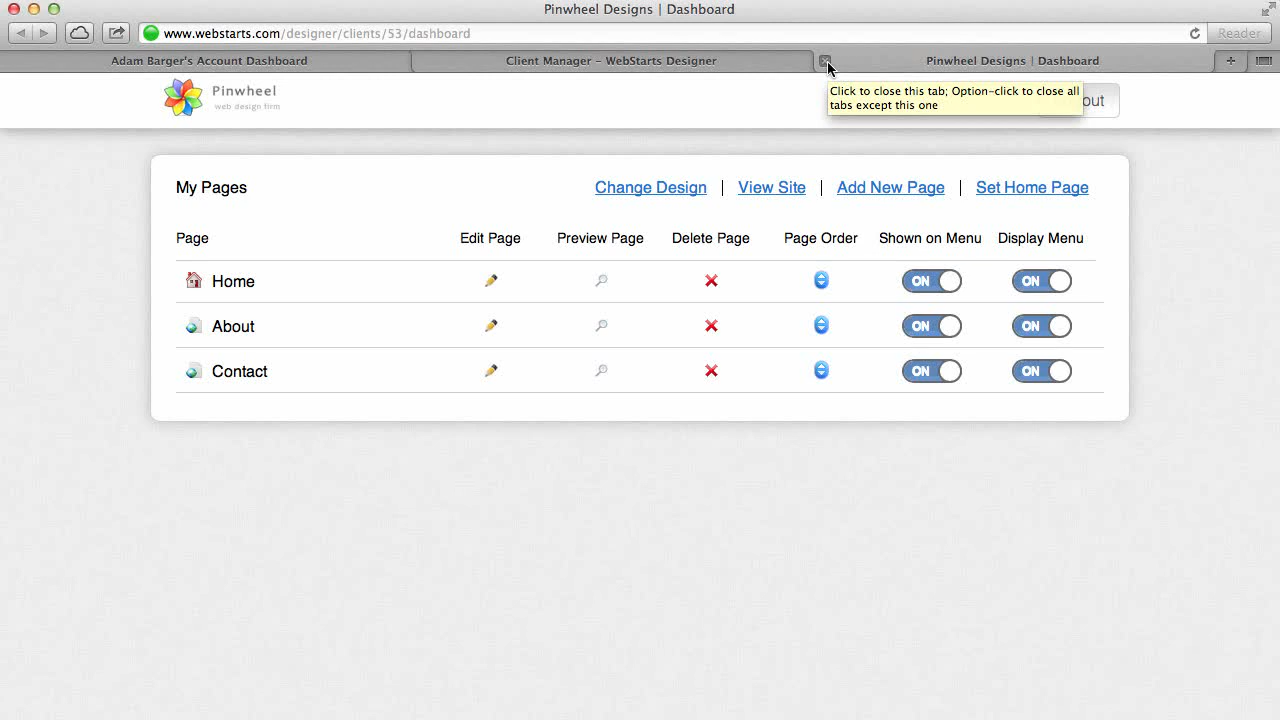 Pinwheel Designs | Dashboard
www.webstarts.com/designer/clients/53/dashboard
Reader
Adam Barger's Account Dashboard
Client Manager – WebStarts Designer
Pinwheel Designs | Dashboard
Pinwheel
web design firm
Click to close this tab; Option-click to close all
tabs except this one
out
My Pages
Change Design | View Site | Add New Page | Set Home Page
Page Edit Page Preview Page Delete Page Page Order Shown on Menu Display Menu
Home ON ON
About ON ON
Contact ON ON